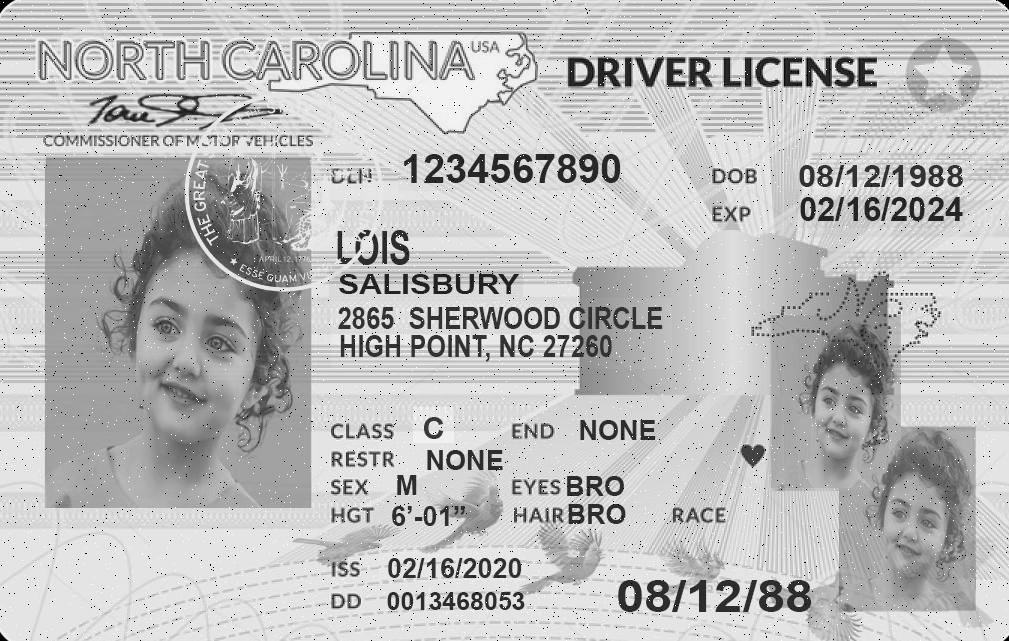 NORTH CAROLINA USA
DRIVER LICENSE
COMMISSIONER OF MOTOR VEHICLES
THE GREAT
APRIL 12, 1776
ESSE QUAM
DLN 1234567890
DOB 08/12/1988
EXP 02/16/2024
LOIS
SALISBURY
2865 SHERWOOD CIRCLE
HIGH POINT, NC 27260
CLASS C END NONE
RESTR NONE
SEX M EYES BRO
HGT 6'-01" HAIR BRO RACE
ISS 02/16/2020
DD 0013468053
08/12/88